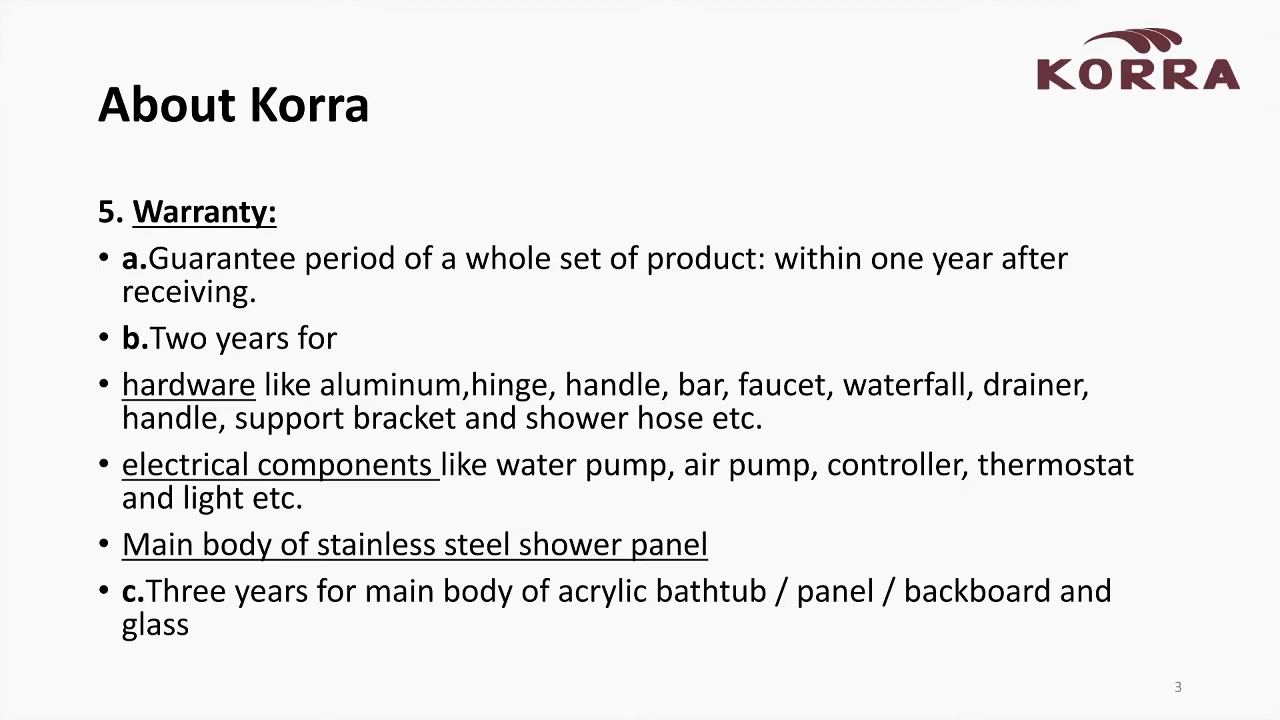 KORRA
About Korra
5. Warranty:
• a.Guarantee period of a whole set of product: within one year after
receiving.
• b.Two years for
• hardware like aluminum,hinge, handle, bar, faucet, waterfall, drainer,
handle, support bracket and shower hose etc.
• electrical components like water pump, air pump, controller, thermostat
and light etc.
• Main body of stainless steel shower panel
• c.Three years for main body of acrylic bathtub / panel / backboard and
glass
3